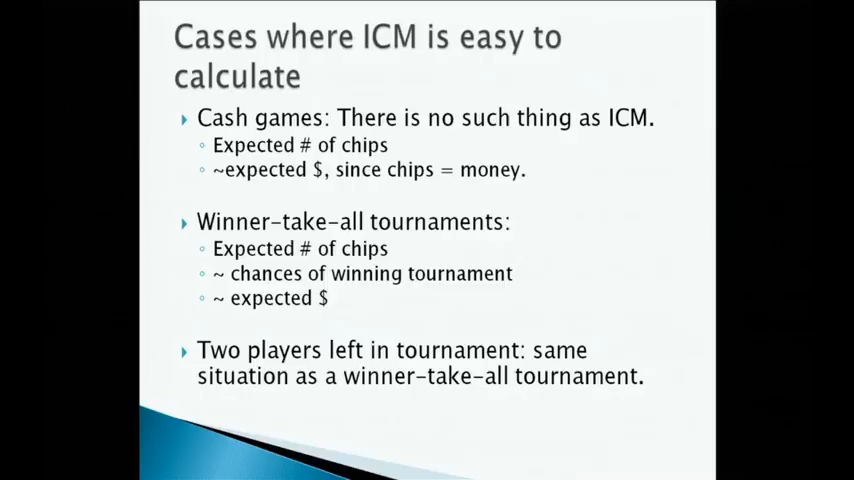 Cases where ICM is easy to
calculate
Cash games: There is no such thing as ICM.
Expected # of chips
~expected $, since chips = money.
Winner-take-all tournaments:
Expected # of chips
~ chances of winning tournament
~ expected $
Two players left in tournament: same
situation as a winner-take-all tournament.